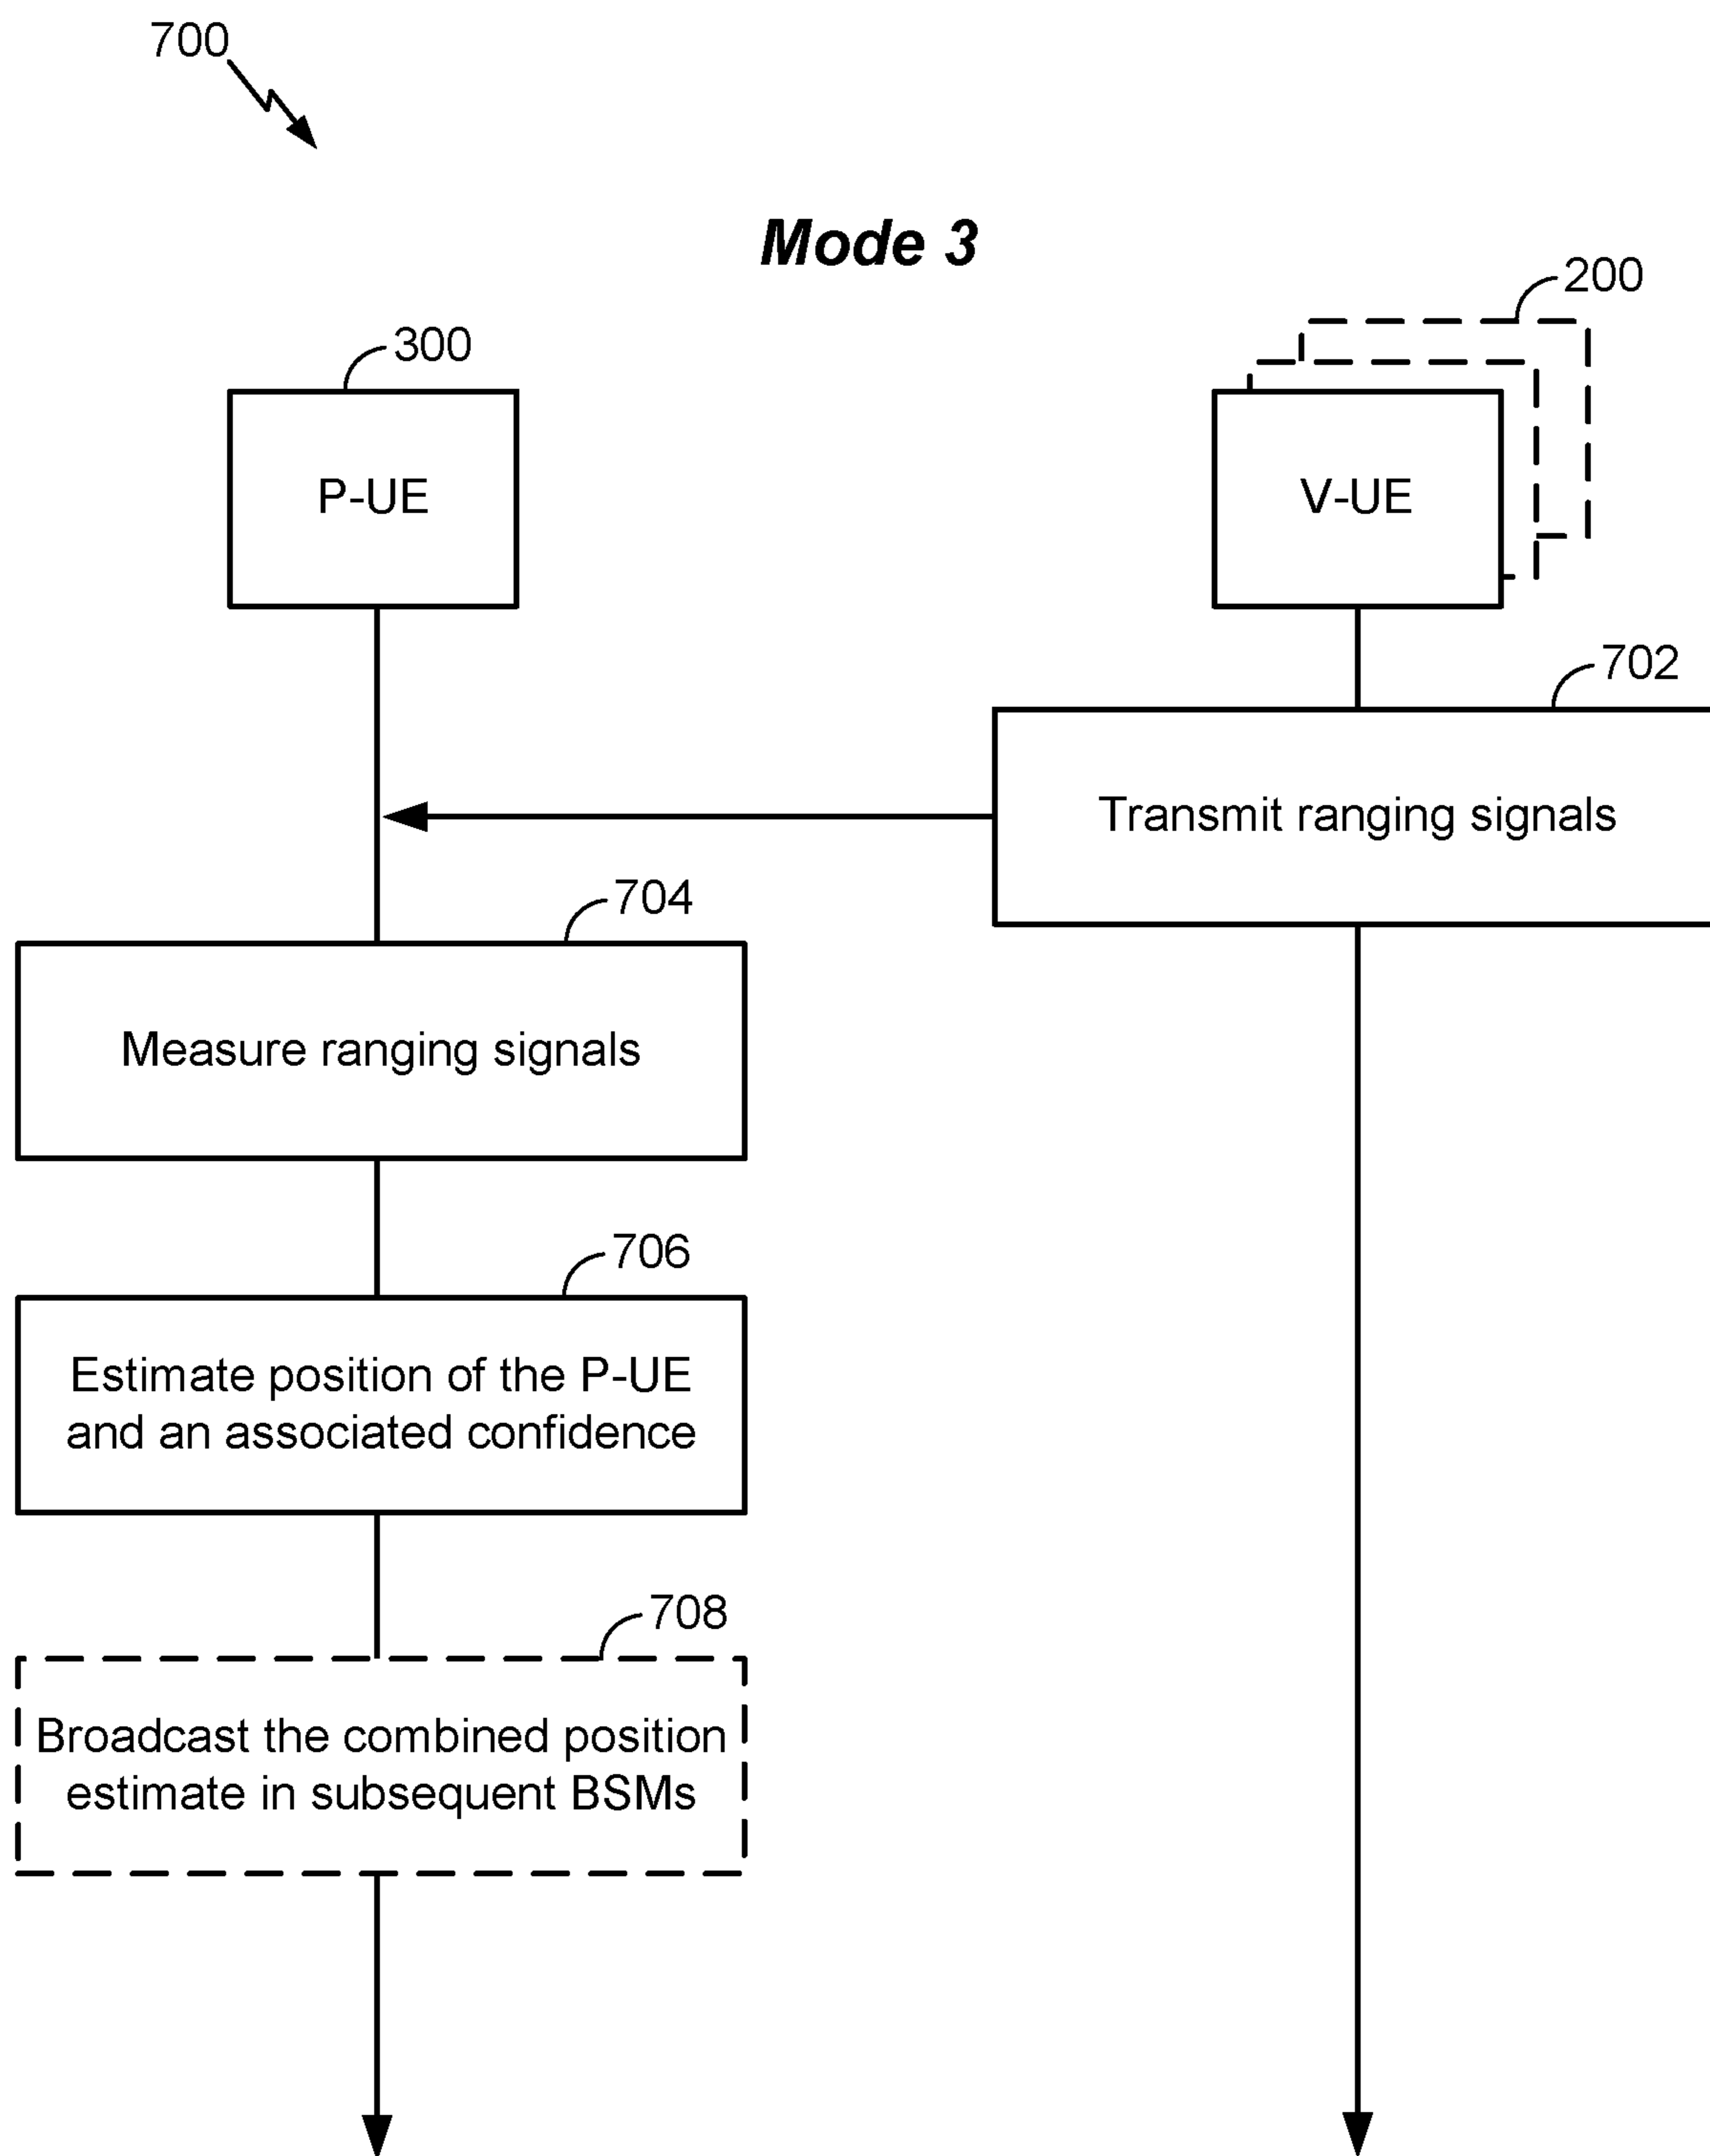 700
Mode 3
200
300
P-UE
V-UE
702
Transmit ranging signals
704
Measure ranging signals
706
Estimate position of the P-UE
and an associated confidence
708
Broadcast the combined position
estimate in subsequent BSMs